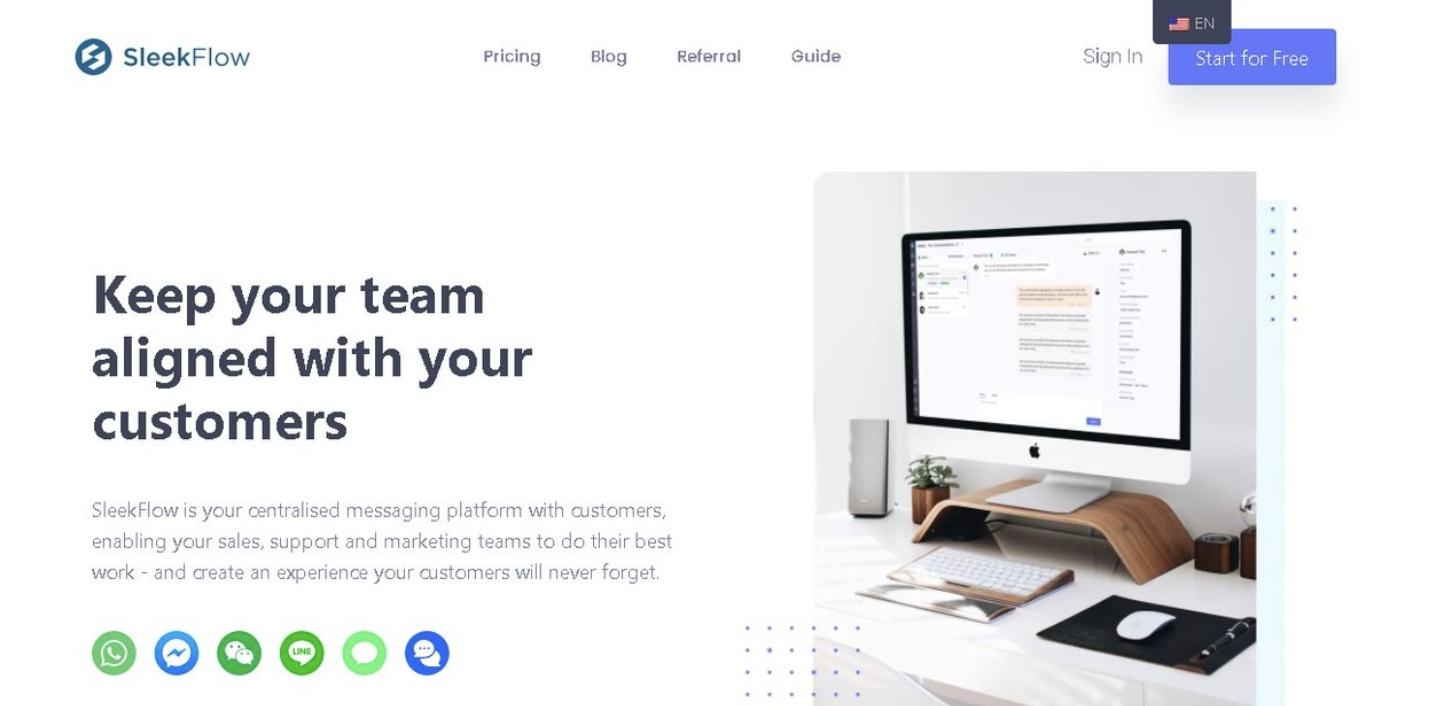 EN
SleekFlow
Pricing
Blog
Referral
Guide
Sign In
Start for Free
Keep your team
aligned with your
customers
SleekFlow is your centralised messaging platform with customers,
enabling your sales, support and marketing teams to do their best
work - and create an experience your customers will never forget.
LINE